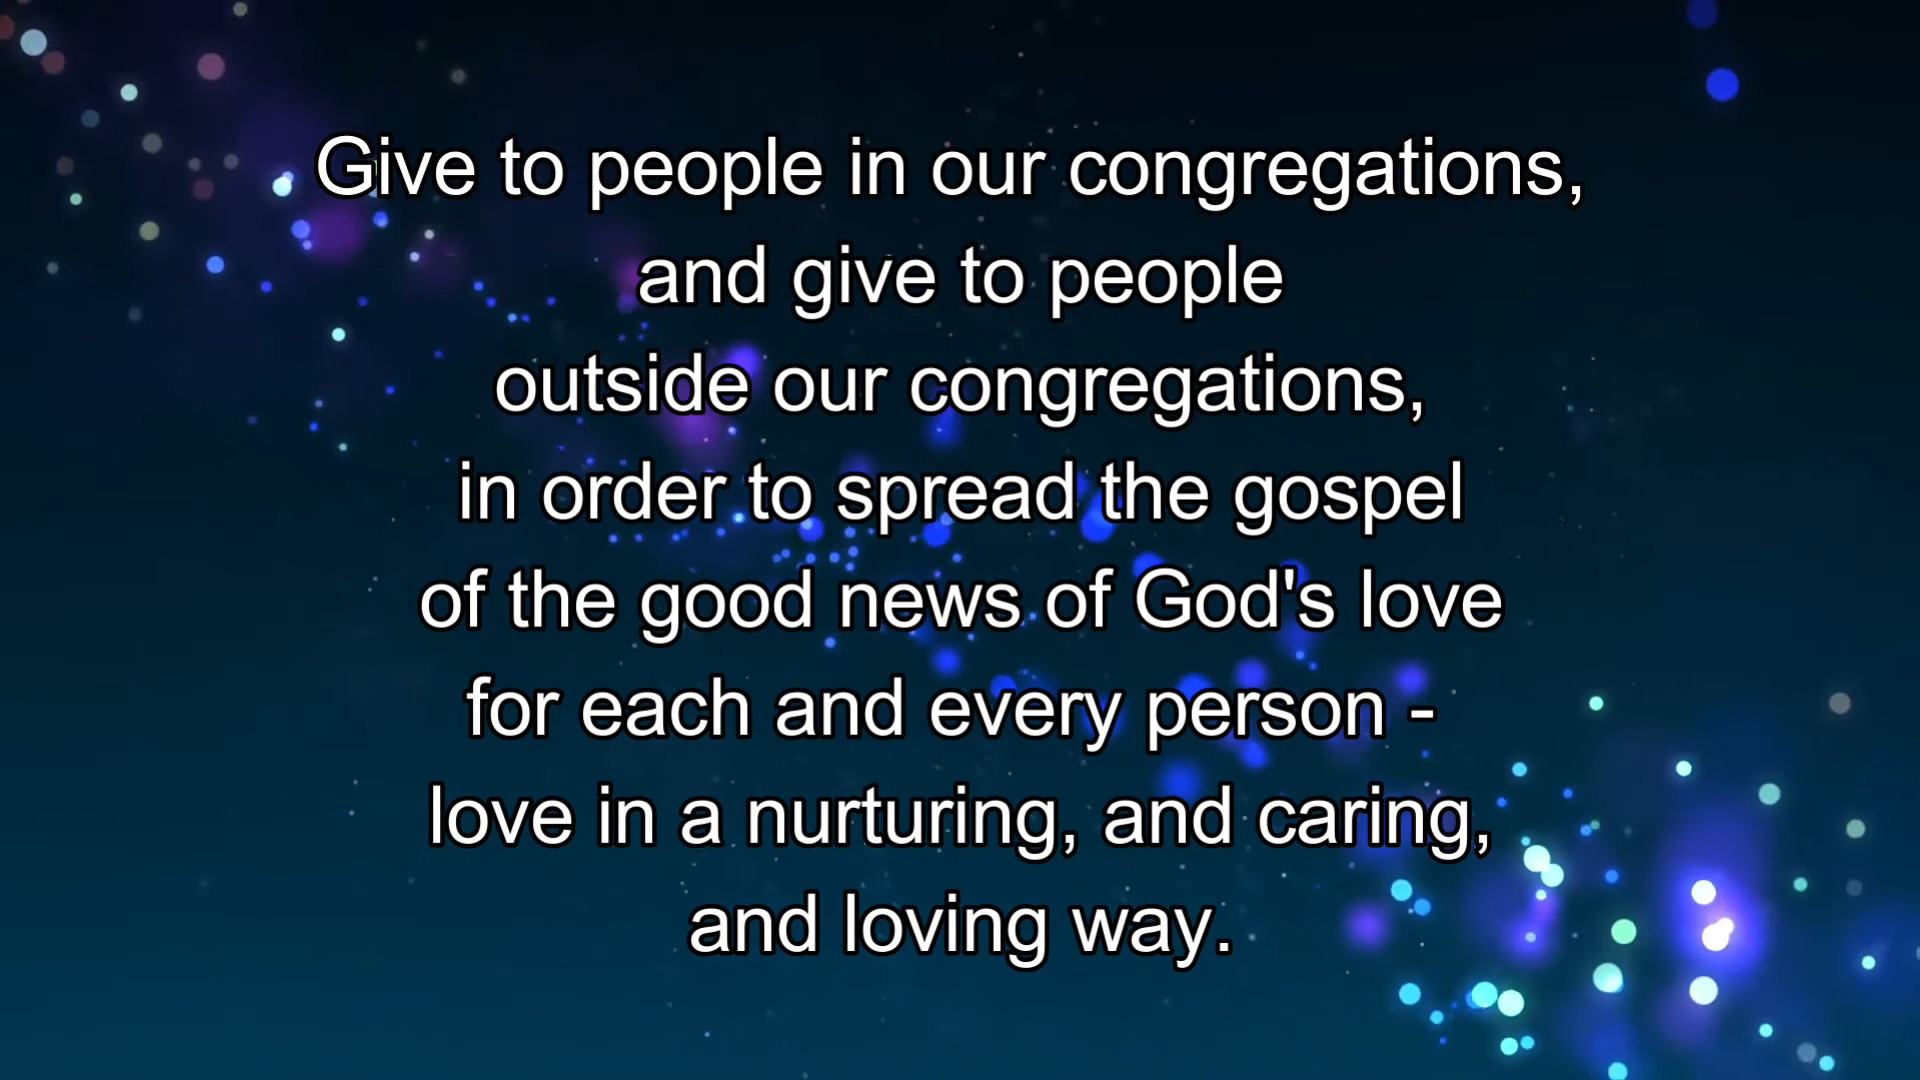 Give to people in our congregations,
and give to people
outside our congregations,
in order to spread the gospel
of the good news of God's love
for each and every person -
love in a nurturing, and caring,
and loving way.